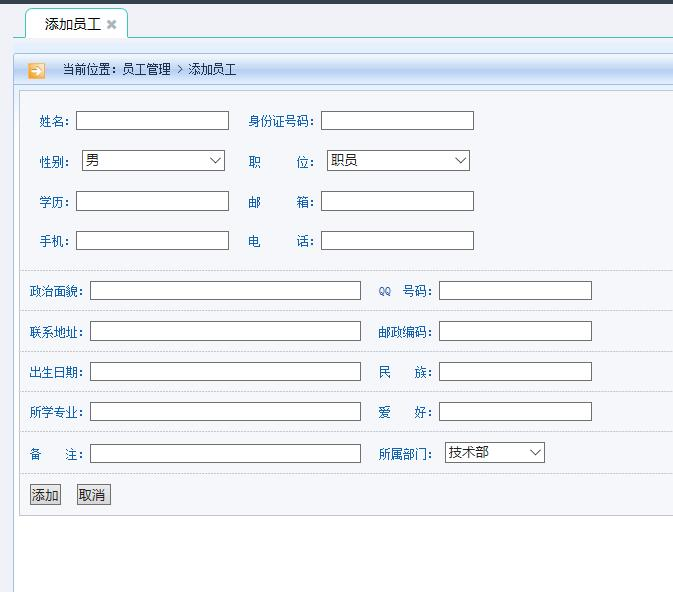 添加员工
当前位置：员工管理 > 添加员工
姓名： 身份证号码：
性别： 男 职 位： 职员
学历： 邮 箱：
手机： 电 话：
政治面貌： QQ 号码：
联系地址： 邮政编码：
出生日期： 民 族：
所学专业： 爱 好：
备 注： 所属部门： 技术部
添加 取消